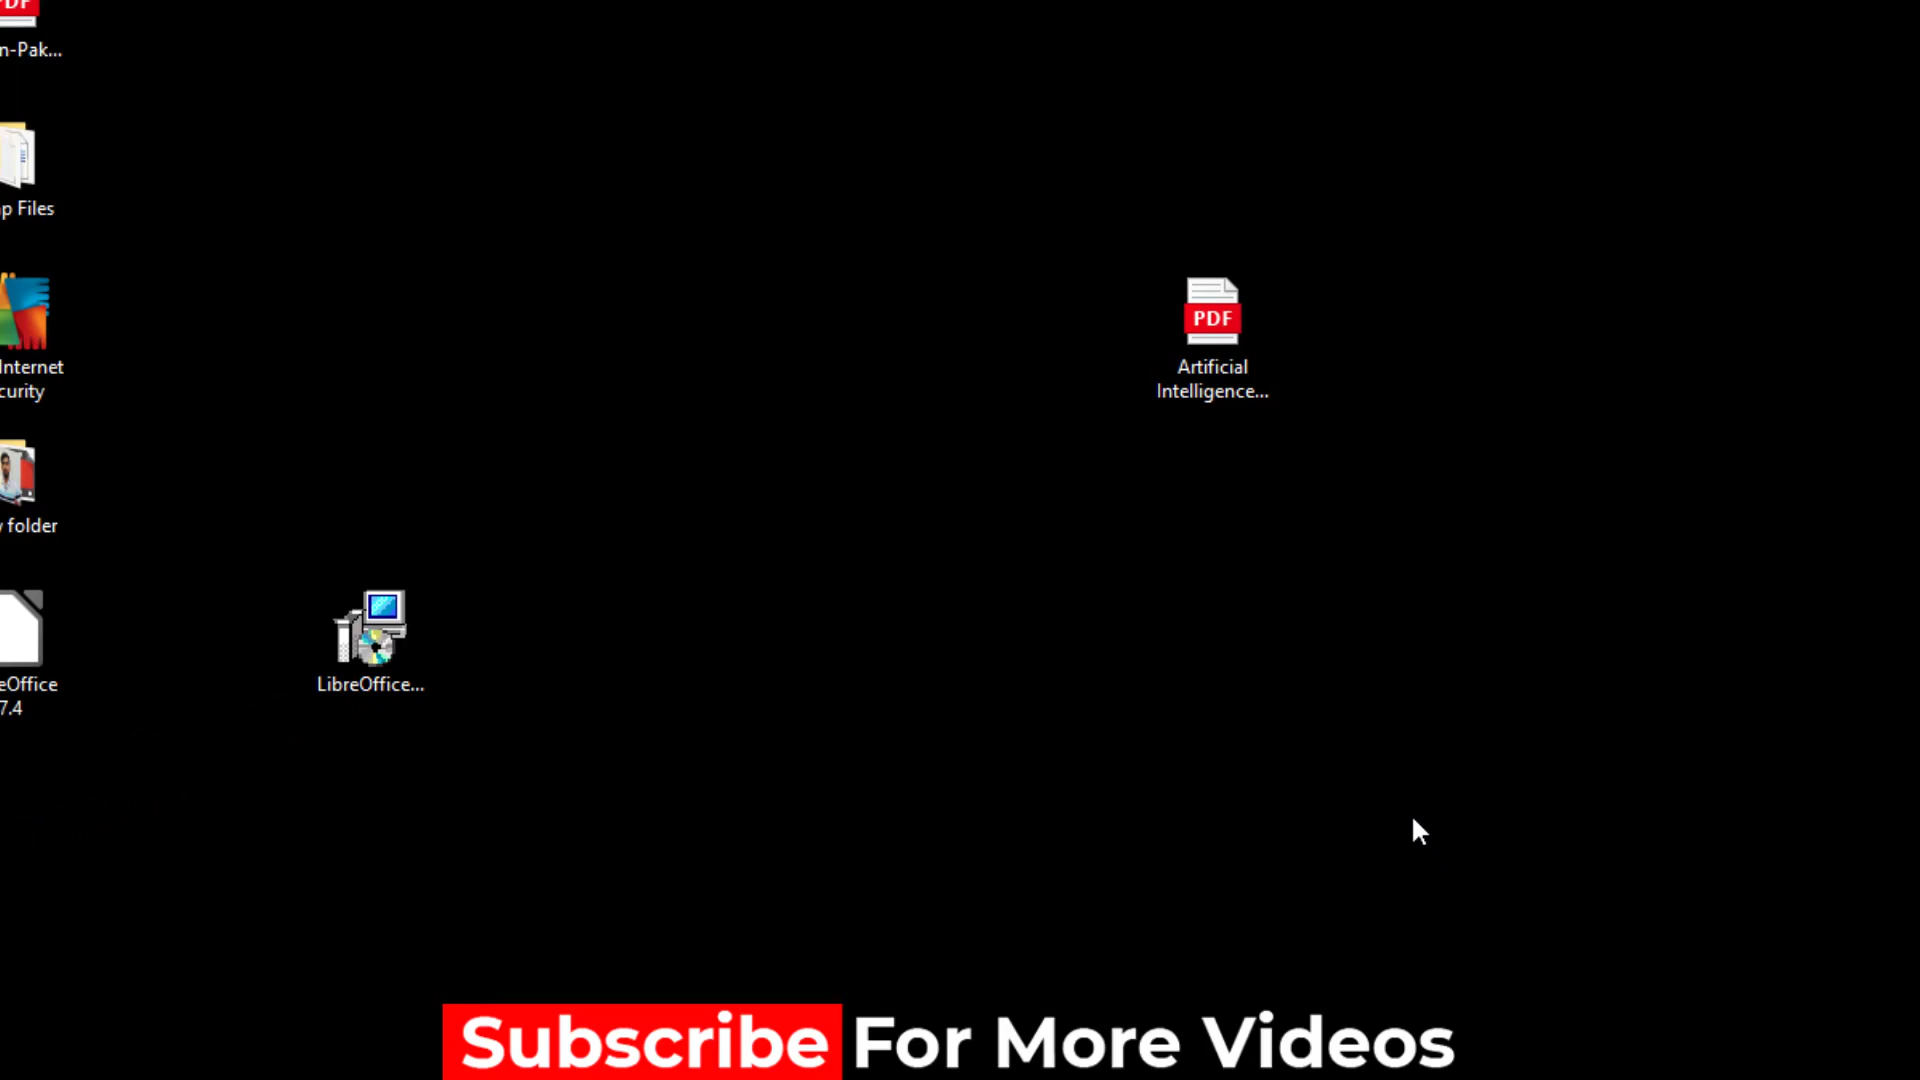 PDF
n-Pak...
p Files
Internet
curity
folder
eOffice
7.4
LibreOffice...
PDF
Artificial
Intelligence...
Subscribe For More Videos